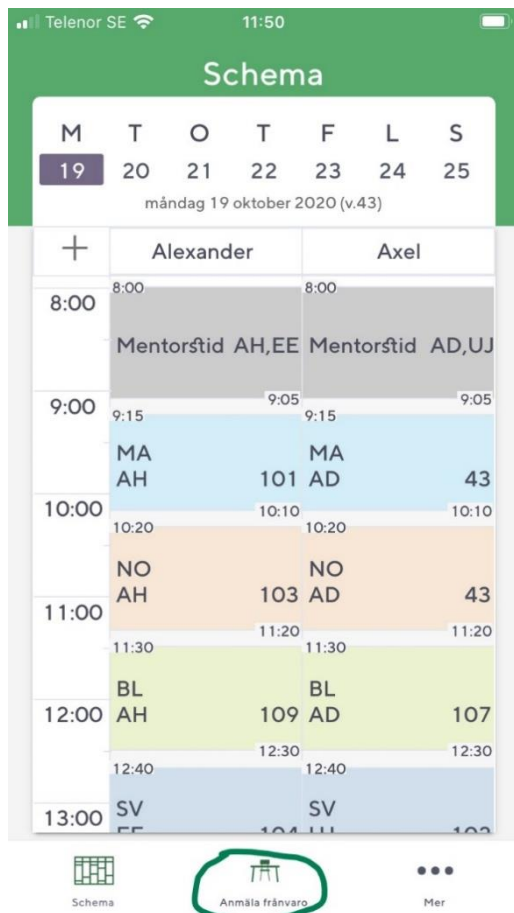 Telenor SE 11:50
Schema
M T O T F L S
19 20 21 22 23 24 25
måndag 19 oktober 2020 (v.43)
+ Alexander Axel
8:00 8:00
8:00
Mentorstid AH,EE Mentorstid AD,UJ
9:05 9:05
9:00
9:15 9:15
MA MA
AH 101 AD 43
10:00 10:10 10:10
10:20 10:20
NO NO
AH 103 AD 43
11:00
11:20 11:20
11:30 11:30
BL BL
12:00 AH 109 AD 107
12:30 12:30
12:40 12:40
13:00 SV SV
Schema Anmäla frånvaro Mer